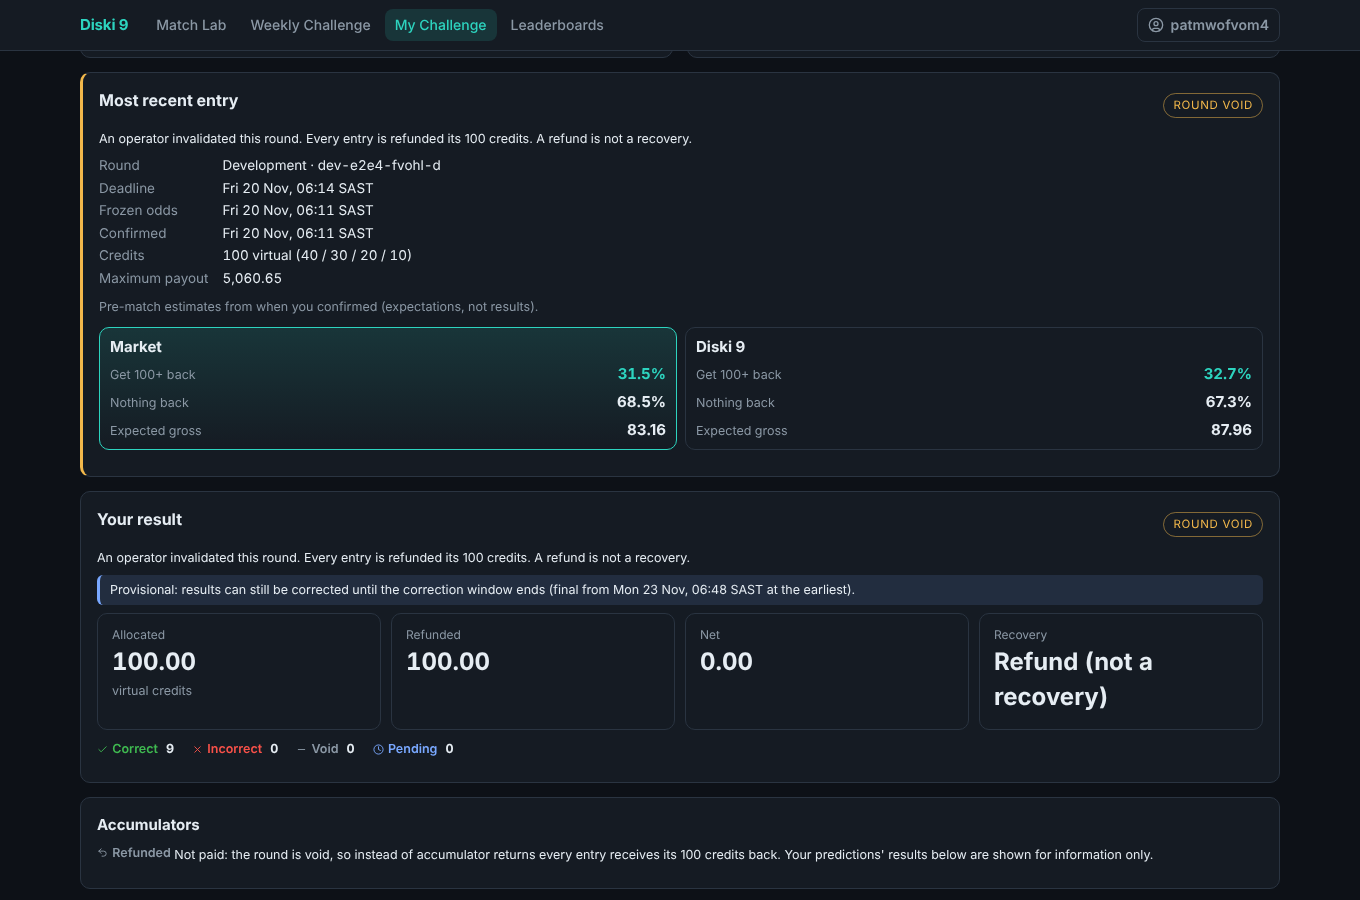 Diski 9 Match Lab Weekly Challenge My Challenge Leaderboards patmwofvom4
Most recent entry
ROUND VOID
An operator invalidated this round. Every entry is refunded its 100 credits. A refund is not a recovery.
Round Development · dev-e2e4-fvohl-d
Deadline Fri 20 Nov, 06:14 SAST
Frozen odds Fri 20 Nov, 06:11 SAST
Confirmed Fri 20 Nov, 06:11 SAST
Credits 100 virtual (40 / 30 / 20 / 10)
Maximum payout 5,060.65
Pre-match estimates from when you confirmed (expectations, not results).
Market
Get 100+ back 31.5%
Nothing back 68.5%
Expected gross 83.16
Diski 9
Get 100+ back 32.7%
Nothing back 67.3%
Expected gross 87.96
Your result
ROUND VOID
An operator invalidated this round. Every entry is refunded its 100 credits. A refund is not a recovery.
Provisional: results can still be corrected until the correction window ends (final from Mon 23 Nov, 06:48 SAST at the earliest).
Allocated
100.00
virtual credits
Refunded
100.00
Net
0.00
Recovery
Refund (not a
recovery)
Correct 9 Incorrect 0 Void 0 Pending 0
Accumulators
Refunded Not paid: the round is void, so instead of accumulator returns every entry receives its 100 credits back. Your predictions' results below are shown for information only.